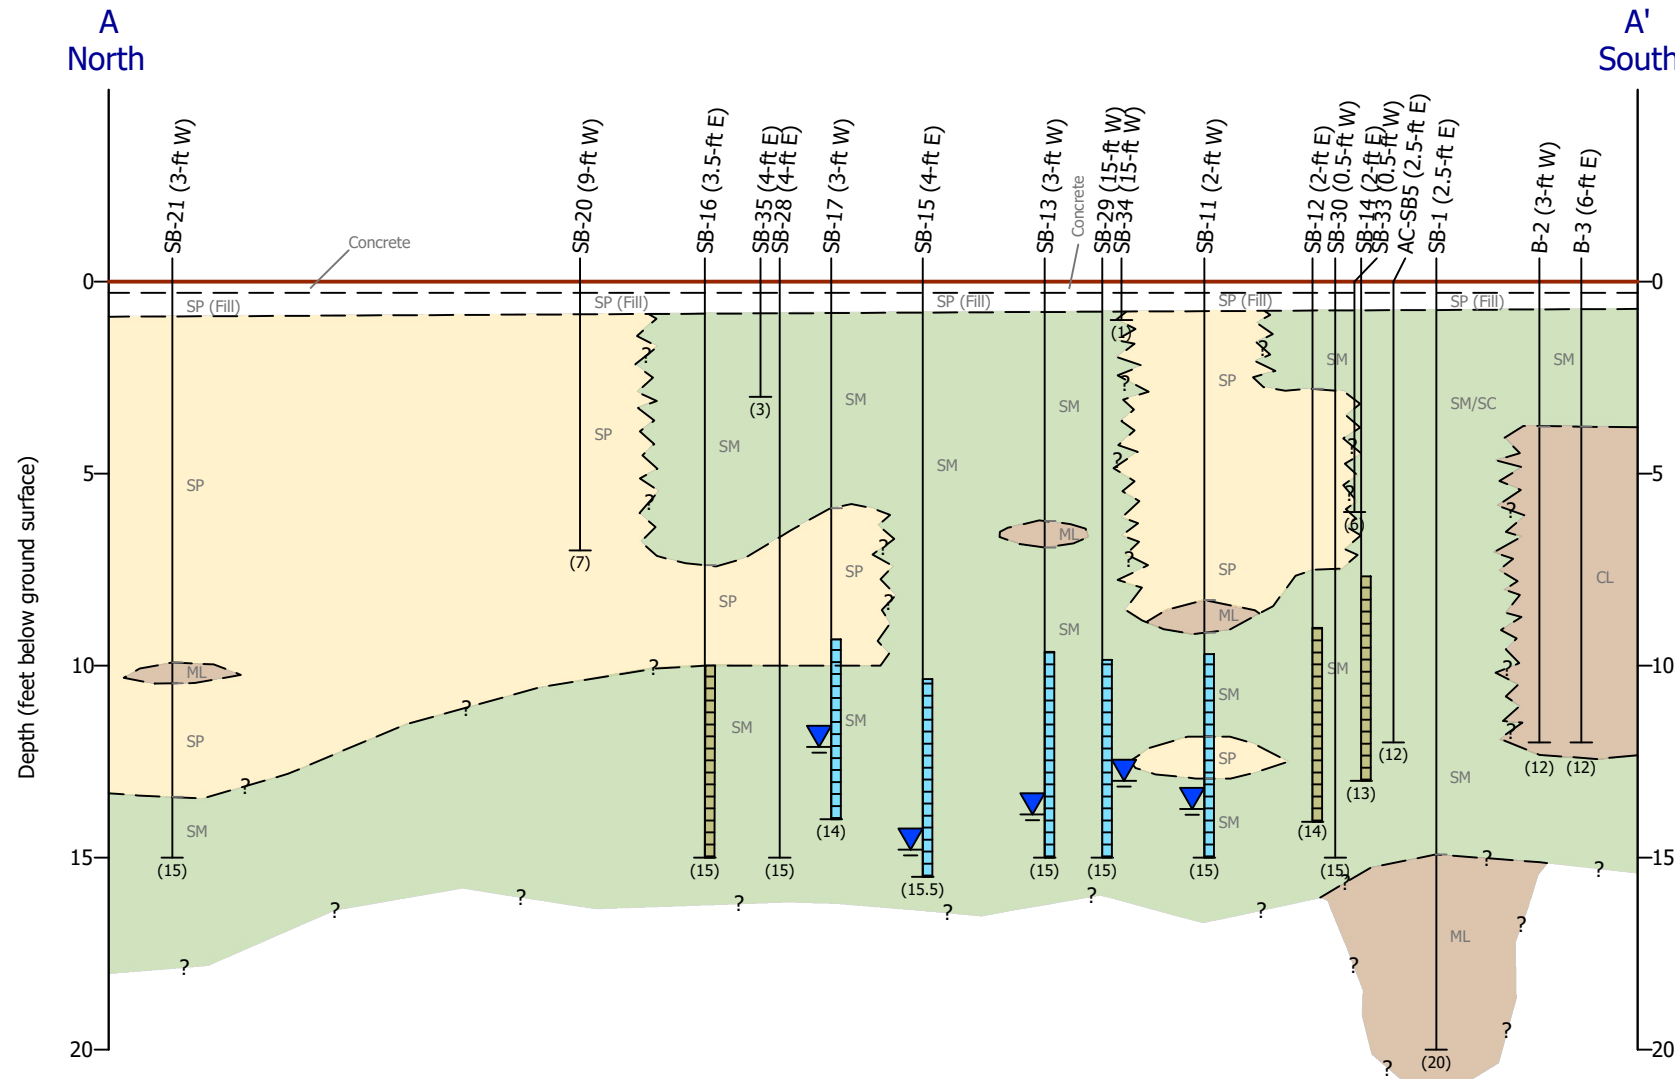 A
North
A'
South
SB-21 (3-ft W)
SB-20 (9-ft W)
SB-16 (3.5-ft E)
SB-35 (4-ft E)
SB-28 (4-ft E)
SB-17 (3-ft W)
SB-15 (4-ft E)
SB-13 (3-ft W)
SB-29 (15-ft W)
SB-34 (15-ft W)
SB-11 (2-ft W)
SB-12 (2-ft E)
SB-30 (0.5-ft W)
SB-14 (2-ft E)
SB-33 (0.5-ft W)
AC-SB5 (2.5-ft E)
SB-1 (2.5-ft E)
B-2 (3-ft W)
B-3 (6-ft E)
Concrete
Concrete
0
0
SP (Fill)
SP (Fill)
SP (Fill)
SP (Fill)
SP (Fill)
(1)
?
?
?
SM
SM
SP
?
(3)
SM
SM
SM/SC
SP
SM
?
SM
?
5
5
SP
?
?
?
(6)
ML
?
(7)
?
?
SP
SP
CL
SP
?
ML
SM
10
10
ML
?
SM
?
SM
?
SM
SM
SP
?
SM
SP
(12)
(12)
(12)
?
SM
(13)
SM
SM
(14)
(14)
15
15
?
?
(15)
(15)
(15)
(15)
(15)
(15)
(15)
(15.5)
?
?
?
?
?
?
?
?
ML
?
?
?
20
20
(20)
?
Depth (feet below ground surface)